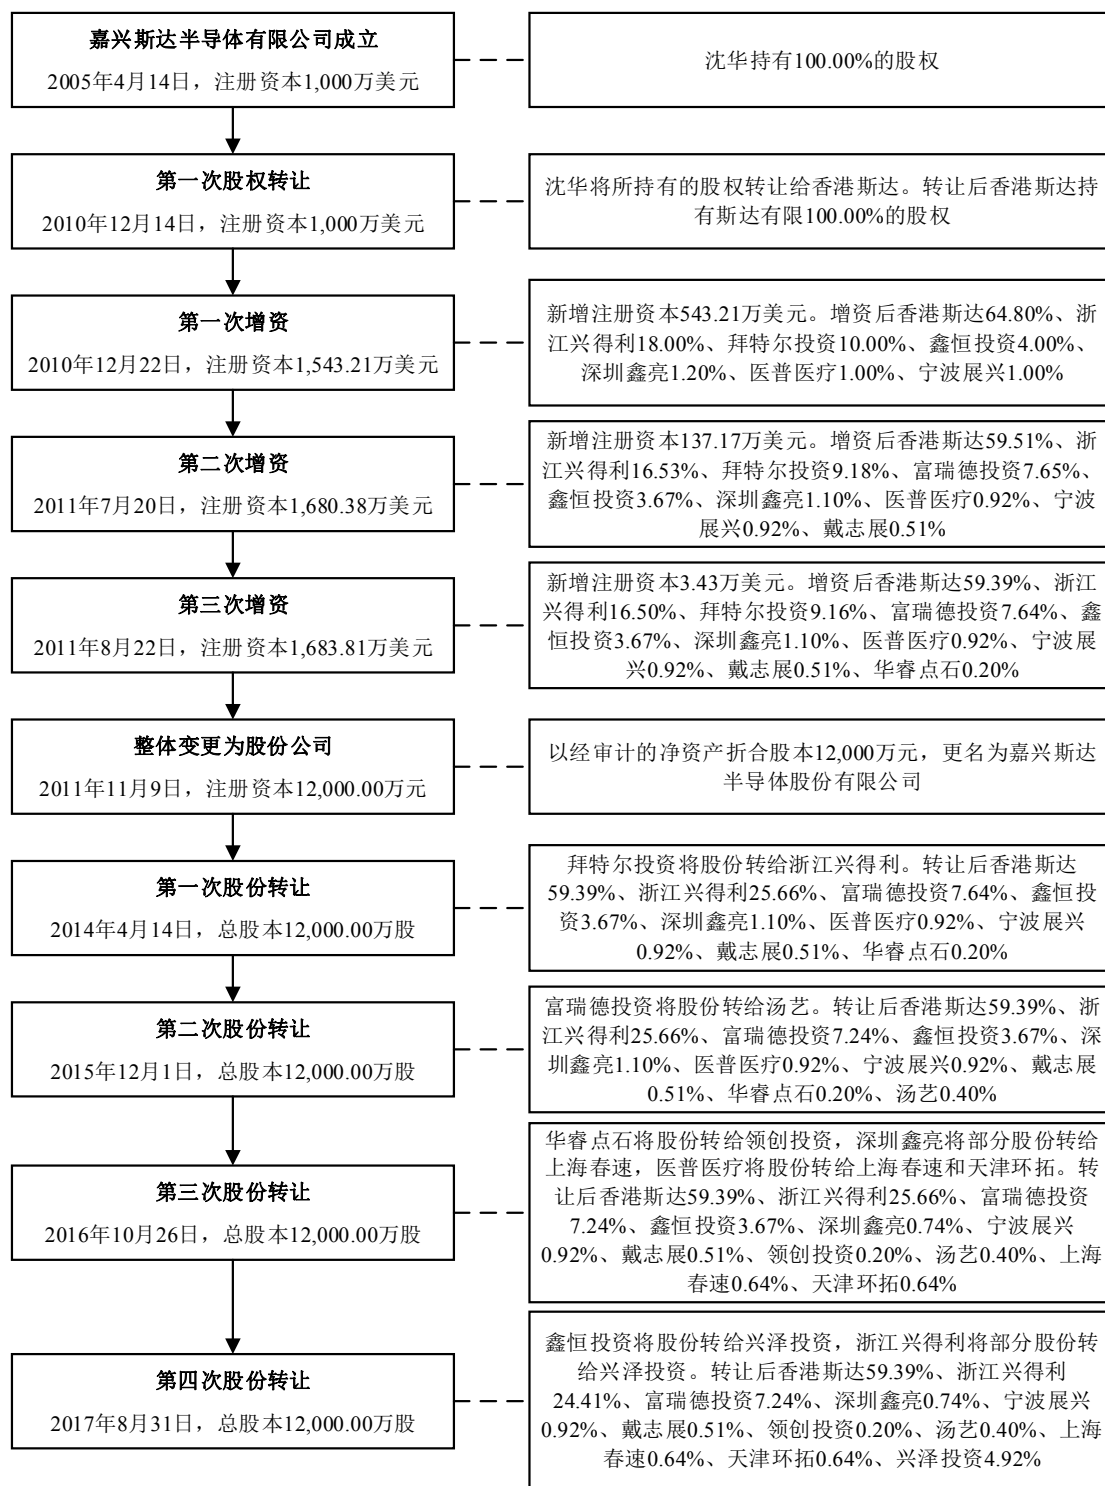 嘉兴斯达半导体有限公司成立
2005年4月14日，注册资本1,000万美元
沈华持有100.00%的股权
第一次股权转让
2010年12月14日，注册资本1,000万美元
沈华将所持有的股权转让给香港斯达。转让后香港斯达持
有斯达有限100.00%的股权
第一次增资
2010年12月22日，注册资本1,543.21万美元
新增注册资本543.21万美元。增资后香港斯达64.80%、浙
江兴得利18.00%、拜特尔投资10.00%、鑫恒投资4.00%、
深圳鑫亮1.20%、医普医疗1.00%、宁波展兴1.00%
第二次增资
2011年7月20日，注册资本1,680.38万美元
新增注册资本137.17万美元。增资后香港斯达59.51%、浙
江兴得利16.53%、拜特尔投资9.18%、富瑞德投资7.65%、
鑫恒投资3.67%、深圳鑫亮1.10%、医普医疗0.92%、宁波
展兴0.92%、戴志展0.51%
第三次增资
2011年8月22日，注册资本1,683.81万美元
新增注册资本3.43万美元。增资后香港斯达59.39%、浙江
兴得利16.50%、拜特尔投资9.16%、富瑞德投资7.64%、鑫
恒投资3.67%、深圳鑫亮1.10%、医普医疗0.92%、宁波展
兴0.92%、戴志展0.51%、华睿点石0.20%
整体变更为股份公司
2011年11月9日，注册资本12,000.00万元
以经审计的净资产折合股本12,000万元，更名为嘉兴斯达
半导体股份有限公司
第一次股份转让
2014年4月14日，总股本12,000.00万股
拜特尔投资将股份转给浙江兴得利。转让后香港斯达
59.39%、浙江兴得利25.66%、富瑞德投资7.64%、鑫恒投
资3.67%、深圳鑫亮1.10%、医普医疗0.92%、宁波展兴
0.92%、戴志展0.51%、华睿点石0.20%
第二次股份转让
2015年12月1日，总股本12,000.00万股
富瑞德投资将股份转给汤艺。转让后香港斯达59.39%、浙
江兴得利25.66%、富瑞德投资7.24%、鑫恒投资3.67%、深
圳鑫亮1.10%、医普医疗0.92%、宁波展兴0.92%、戴志展
0.51%、华睿点石0.20%、汤艺0.40%
第三次股份转让
2016年10月26日，总股本12,000.00万股
华睿点石将股份转给领创投资，深圳鑫亮将部分股份转给
上海春速，医普医疗将股份转给上海春速和天津环拓。转
让后香港斯达59.39%、浙江兴得利25.66%、富瑞德投资
7.24%、鑫恒投资3.67%、深圳鑫亮0.74%、宁波展兴
0.92%、戴志展0.51%、领创投资0.20%、汤艺0.40%、上海
春速0.64%、天津环拓0.64%
第四次股份转让
2017年8月31日，总股本12,000.00万股
鑫恒投资将股份转给兴泽投资，浙江兴得利将部分股份转
给兴泽投资。转让后香港斯达59.39%、浙江兴得利
24.41%、富瑞德投资7.24%、深圳鑫亮0.74%、宁波展兴
0.92%、戴志展0.51%、领创投资0.20%、汤艺0.40%、上海
春速0.64%、天津环拓0.64%、兴泽投资4.92%